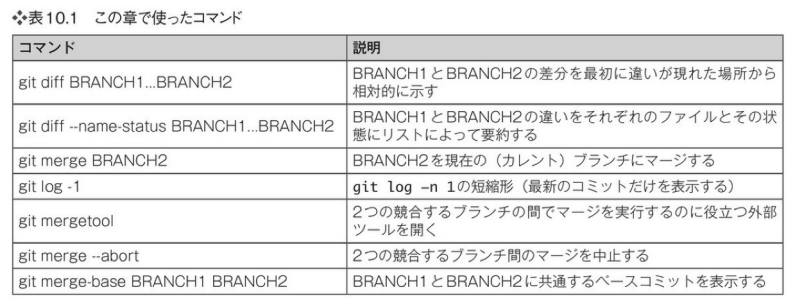 ❖表10.1　この章で使ったコマンド
コマンド　説明
git diff BRANCH1...BRANCH2　BRANCH1とBRANCH2の差分を最初に違いが現れた場所から
相対的に示す
git diff --name-status BRANCH1...BRANCH2　BRANCH1とBRANCH2の違いをそれぞれのファイルとその状
態にリストによって要約する
git merge BRANCH2　BRANCH2を現在の（カレント）ブランチにマージする
git log -1　git log –n 1の短縮形（最新のコミットだけを表示する）
git mergetool　2つの競合するブランチの間でマージを実行するのに役立つ外部
ツールを開く
git merge --abort　2つの競合するブランチ間のマージを中止する
git merge-base BRANCH1 BRANCH2　BRANCH1とBRANCH2に共通するベースコミットを表示する